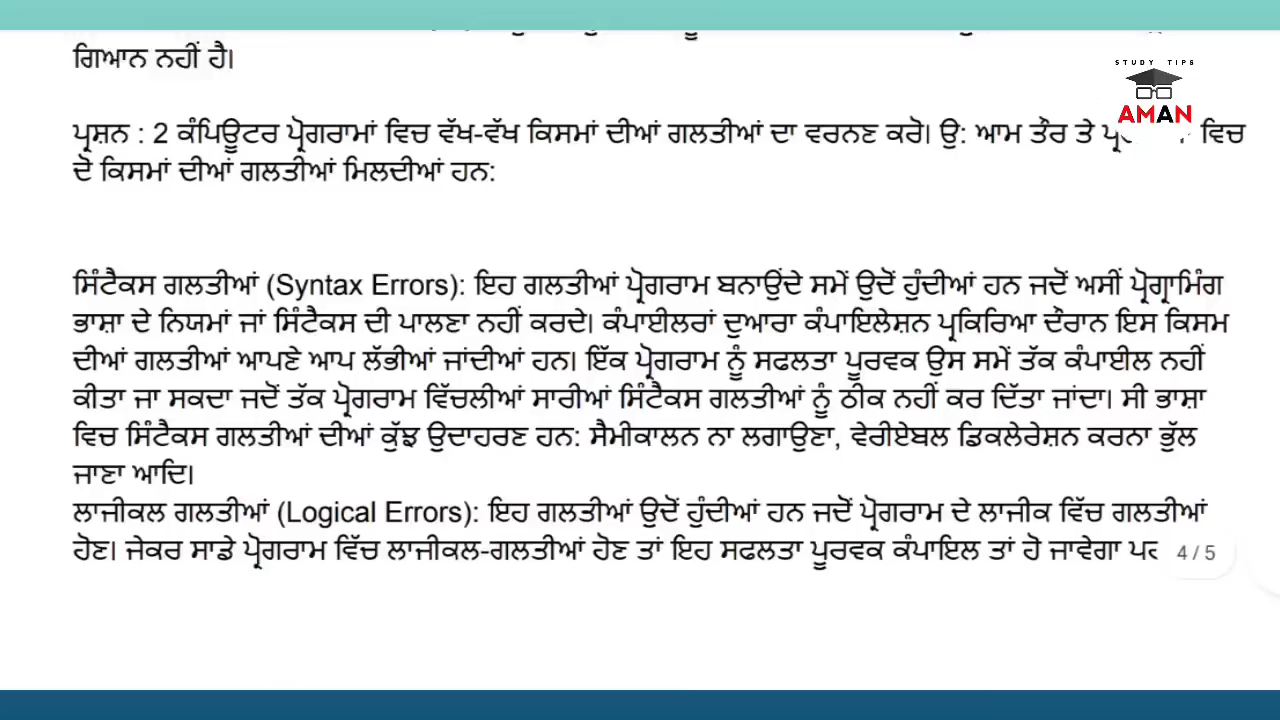 ਗਿਆਨ ਨਹੀਂ ਹੈ।
STUDY TIPS
AMAN
ਪ੍ਰਸ਼ਨ : 2 ਕੰਪਿਊਟਰ ਪ੍ਰੋਗਰਾਮਾਂ ਵਿਚ ਵੱਖ-ਵੱਖ ਕਿਸਮਾਂ ਦੀਆਂ ਗਲਤੀਆਂ ਦਾ ਵਰਨਣ ਕਰੋ। ਉ: ਆਮ ਤੌਰ ਤੇ ਵਿਚ
ਦੋ ਕਿਸਮਾਂ ਦੀਆਂ ਗਲਤੀਆਂ ਮਿਲਦੀਆਂ ਹਨ:
ਸਿੰਟੈਕਸ ਗਲਤੀਆਂ (Syntax Errors): ਇਹ ਗਲਤੀਆਂ ਪ੍ਰੋਗਰਾਮ ਬਨਾਉਂਦੇ ਸਮੇਂ ਉਦੋਂ ਹੁੰਦੀਆਂ ਹਨ ਜਦੋਂ ਅਸੀਂ ਪ੍ਰੋਗ੍ਰਾਮਿੰਗ
ਭਾਸ਼ਾ ਦੇ ਨਿਯਮਾਂ ਜਾਂ ਸਿੰਟੈਕਸ ਦੀ ਪਾਲਣਾ ਨਹੀਂ ਕਰਦੇ। ਕੰਪਾਈਲਰਾਂ ਦੁਆਰਾ ਕੰਪਾਇਲੇਸ਼ਨ ਪ੍ਰਕਿਰਿਆ ਦੌਰਾਨ ਇਸ ਕਿਸਮ
ਦੀਆਂ ਗਲਤੀਆਂ ਆਪਣੇ ਆਪ ਲੱਭੀਆਂ ਜਾਂਦੀਆਂ ਹਨ। ਇੱਕ ਪ੍ਰੋਗਰਾਮ ਨੂੰ ਸਫਲਤਾ ਪੂਰਵਕ ਉਸ ਸਮੇਂ ਤੱਕ ਕੰਪਾਈਲ ਨਹੀਂ
ਕੀਤਾ ਜਾ ਸਕਦਾ ਜਦੋਂ ਤੱਕ ਪ੍ਰੋਗਰਾਮ ਵਿੱਚਲੀਆਂ ਸਾਰੀਆਂ ਸਿੰਟੈਕਸ ਗਲਤੀਆਂ ਨੂੰ ਠੀਕ ਨਹੀਂ ਕਰ ਦਿੱਤਾ ਜਾਂਦਾ। ਸੀ ਭਾਸ਼ਾ
ਵਿਚ ਸਿੰਟੈਕਸ ਗਲਤੀਆਂ ਦੀਆਂ ਕੁੱਝ ਉਦਾਹਰਣ ਹਨ: ਸੈਮੀਕਾਲਨ ਨਾ ਲਗਾਉਣਾ, ਵੇਰੀਏਬਲ ਡਿਕਲੇਰੇਸ਼ਨ ਕਰਨਾ ਭੁੱਲ
ਜਾਣਾ ਆਦਿ।
ਲਾਜੀਕਲ ਗਲਤੀਆਂ (Logical Errors): ਇਹ ਗਲਤੀਆਂ ਉਦੋਂ ਹੁੰਦੀਆਂ ਹਨ ਜਦੋਂ ਪ੍ਰੋਗਰਾਮ ਦੇ ਲਾਜੀਕ ਵਿੱਚ ਗਲਤੀਆਂ
ਹੋਣ। ਜੇਕਰ ਸਾਡੇ ਪ੍ਰੋਗਰਾਮ ਵਿੱਚ ਲਾਜੀਕਲ-ਗਲਤੀਆਂ ਹੋਣ ਤਾਂ ਇਹ ਸਫਲਤਾ ਪੂਰਵਕ ਕੰਪਾਇਲ ਤਾਂ ਹੋ ਜਾਵੇਗਾ
4 / 5